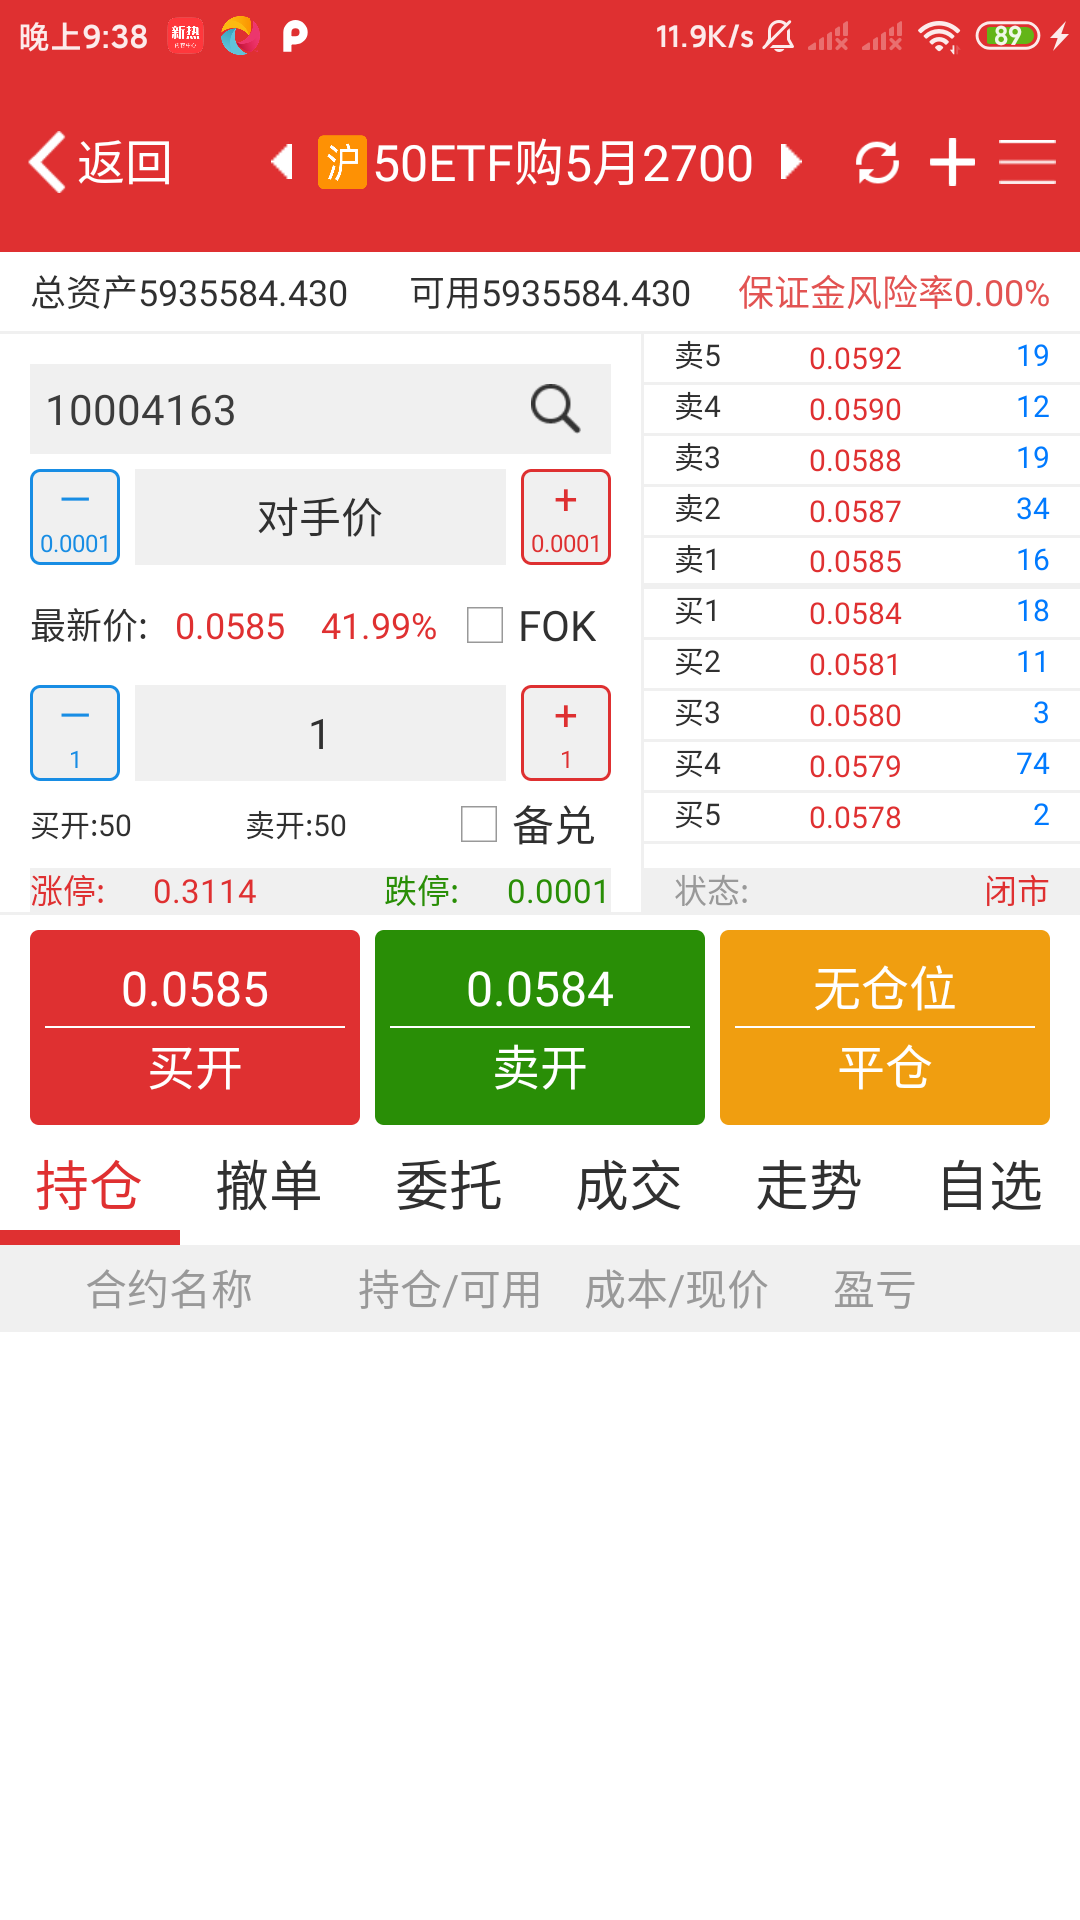 晚上9:38 新热 P 11.9K/s 89
返回 沪 50ETF购5月2700
总资产5935584.430 可用5935584.430 保证金风险率0.00%
10004163
0.0001 对手价 + 0.0001
最新价: 0.0585 41.99% FOK
1 1 + 1
买开:50 卖开:50 备兑
涨停: 0.3114 跌停: 0.0001
卖5 0.0592 19
卖4 0.0590 12
卖3 0.0588 19
卖2 0.0587 34
卖1 0.0585 16
买1 0.0584 18
买2 0.0581 11
买3 0.0580 3
买4 0.0579 74
买5 0.0578 2
状态: 闭市
0.0585 0.0584 无仓位
买开 卖开 平仓
持仓 撤单 委托 成交 走势 自选
合约名称 持仓/可用 成本/现价 盈亏